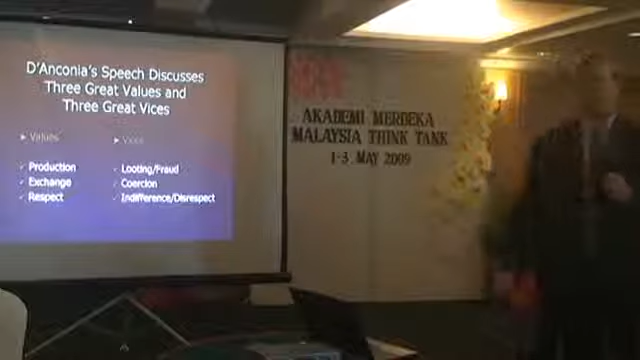 D'Anconia's Speech Discusses
Three Great Values and
Three Great Vices
Values
Vices
Production
Exchange
Respect
Looting/Fraud
Coercion
Indifference/Disrespect
AKADEMI MERDEKA
MALAYSIA THINK TANK
1-3 MAY 2009